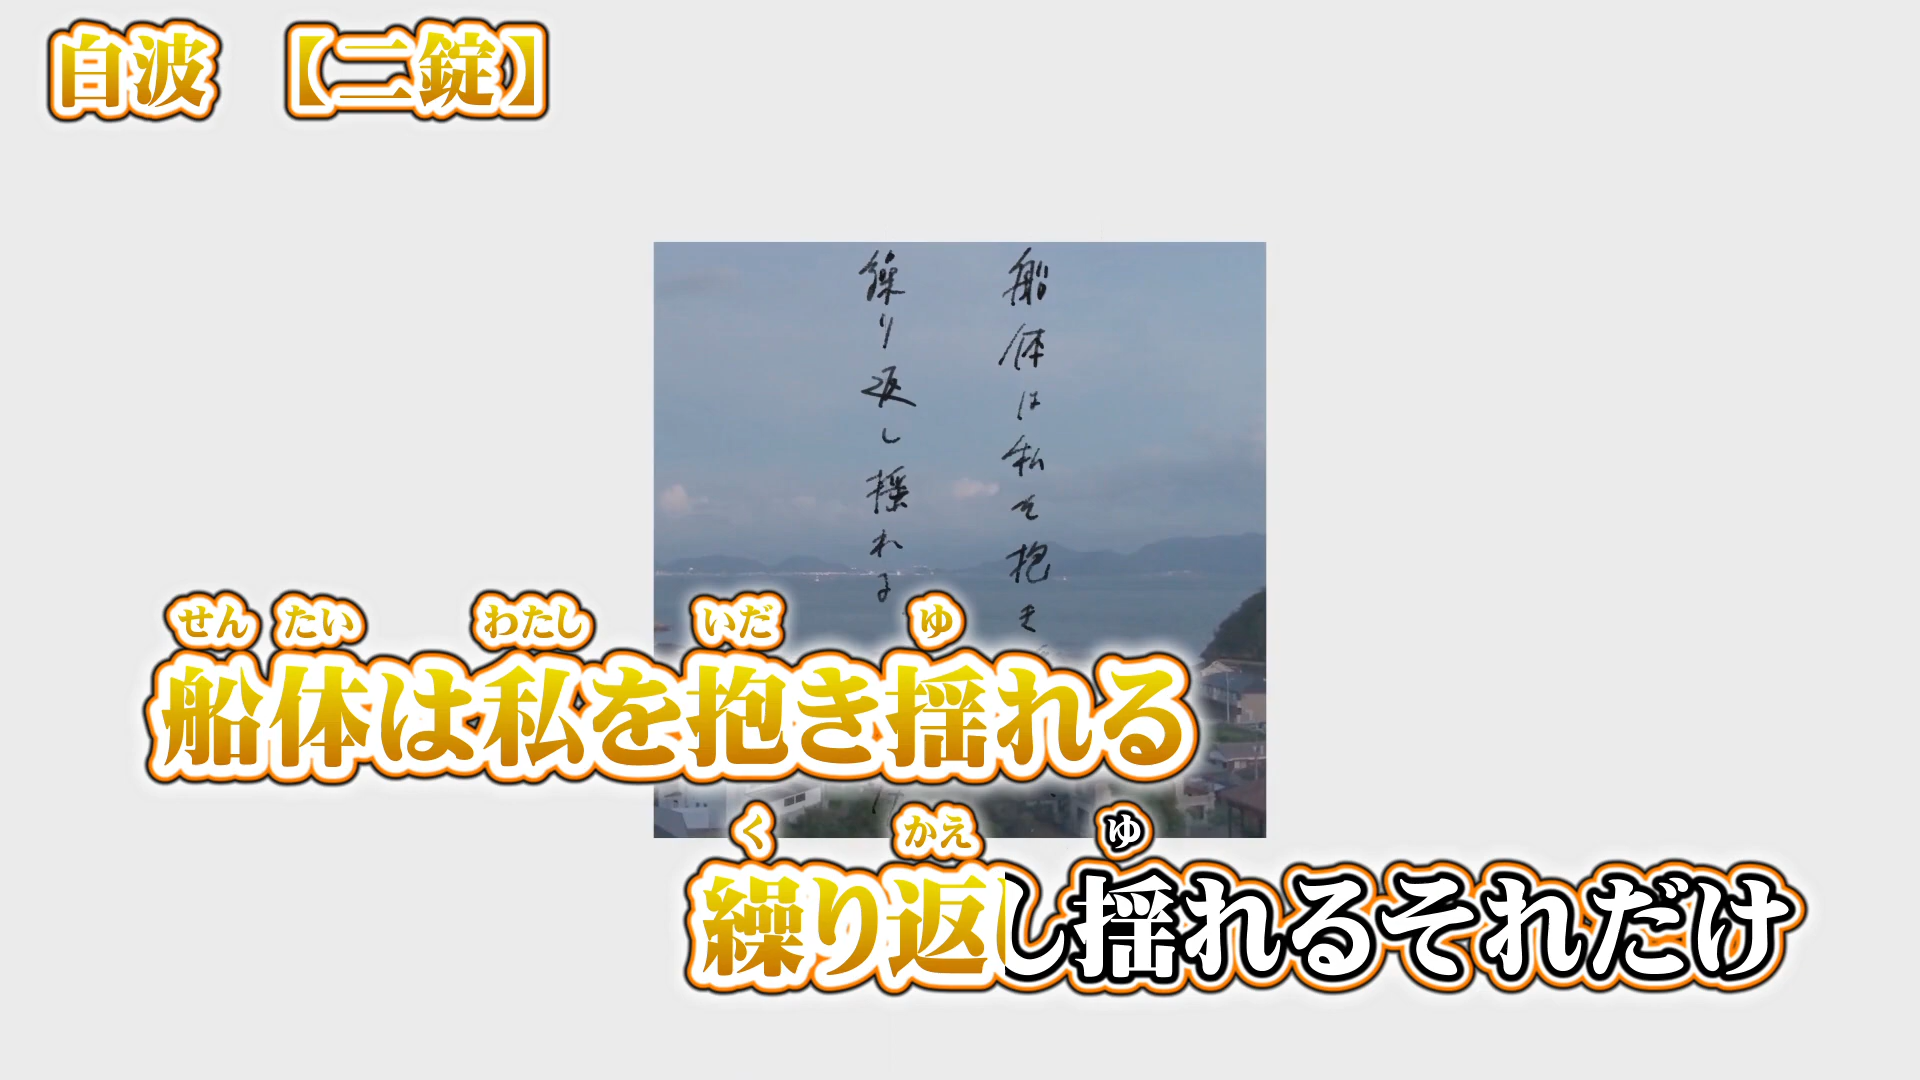 白波　【二錠】
船体は私を抱き
繰り返し揺れる
せん たい わたし いだ ゆ
船体は私を抱き揺れる
く かえ ゆ
繰り返し揺れるそれだけ